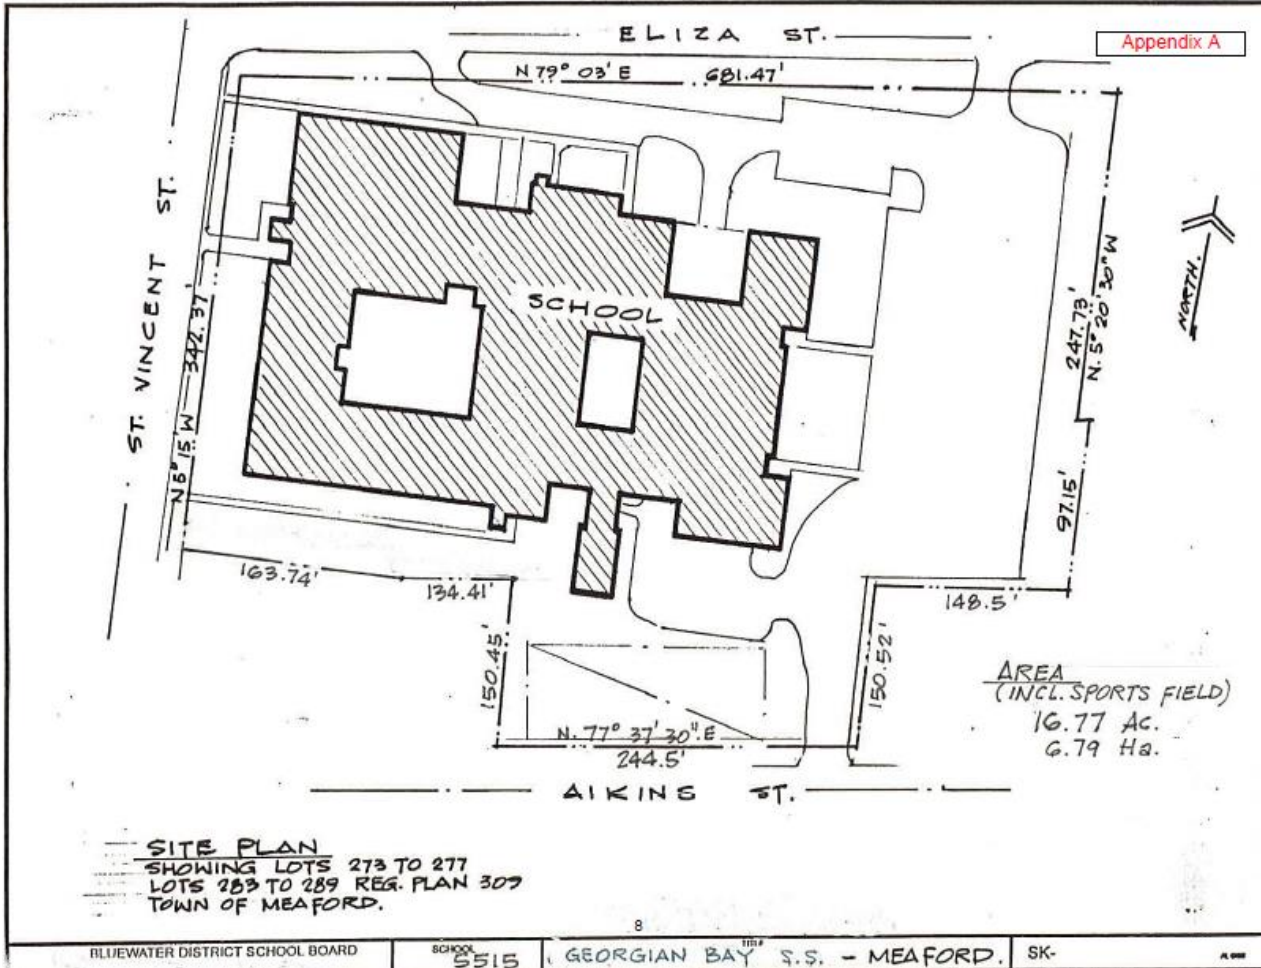 ELIZA ST.
Appendix A
N 79° 03' E 681.47'
ST. VINCENT ST.
N 8° 15' W 342.37'
SCHOOL
247.73'
N. 5° 20' 30" W
NORTH.
97.15'
163.74'
134.41'
148.5'
150.45'
150.52'
N. 77° 37' 30" E
244.5'
AREA
(INCL. SPORTS FIELD)
16.77 Ac.
6.79 Ha.
AIKINS ST.
SITE PLAN
SHOWING LOTS 273 TO 277
LOTS 283 TO 289 REG. PLAN 309
TOWN OF MEAFORD.
8
BLUEWATER DISTRICT SCHOOL BOARD
SCHOOL
5515
TITLE
GEORGIAN BAY S.S. - MEAFORD.
SK-